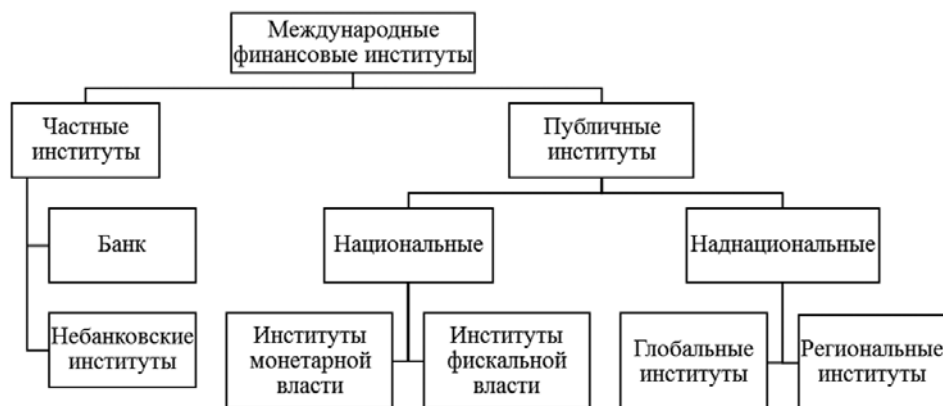 Международные
финансовые институты
Частные
институты
Публичные
институты
Банк
Национальные
Наднациональные
Небанковские
институты
Институты
монетарной
власти
Институты
фискальной
власти
Глобальные
институты
Региональные
институты